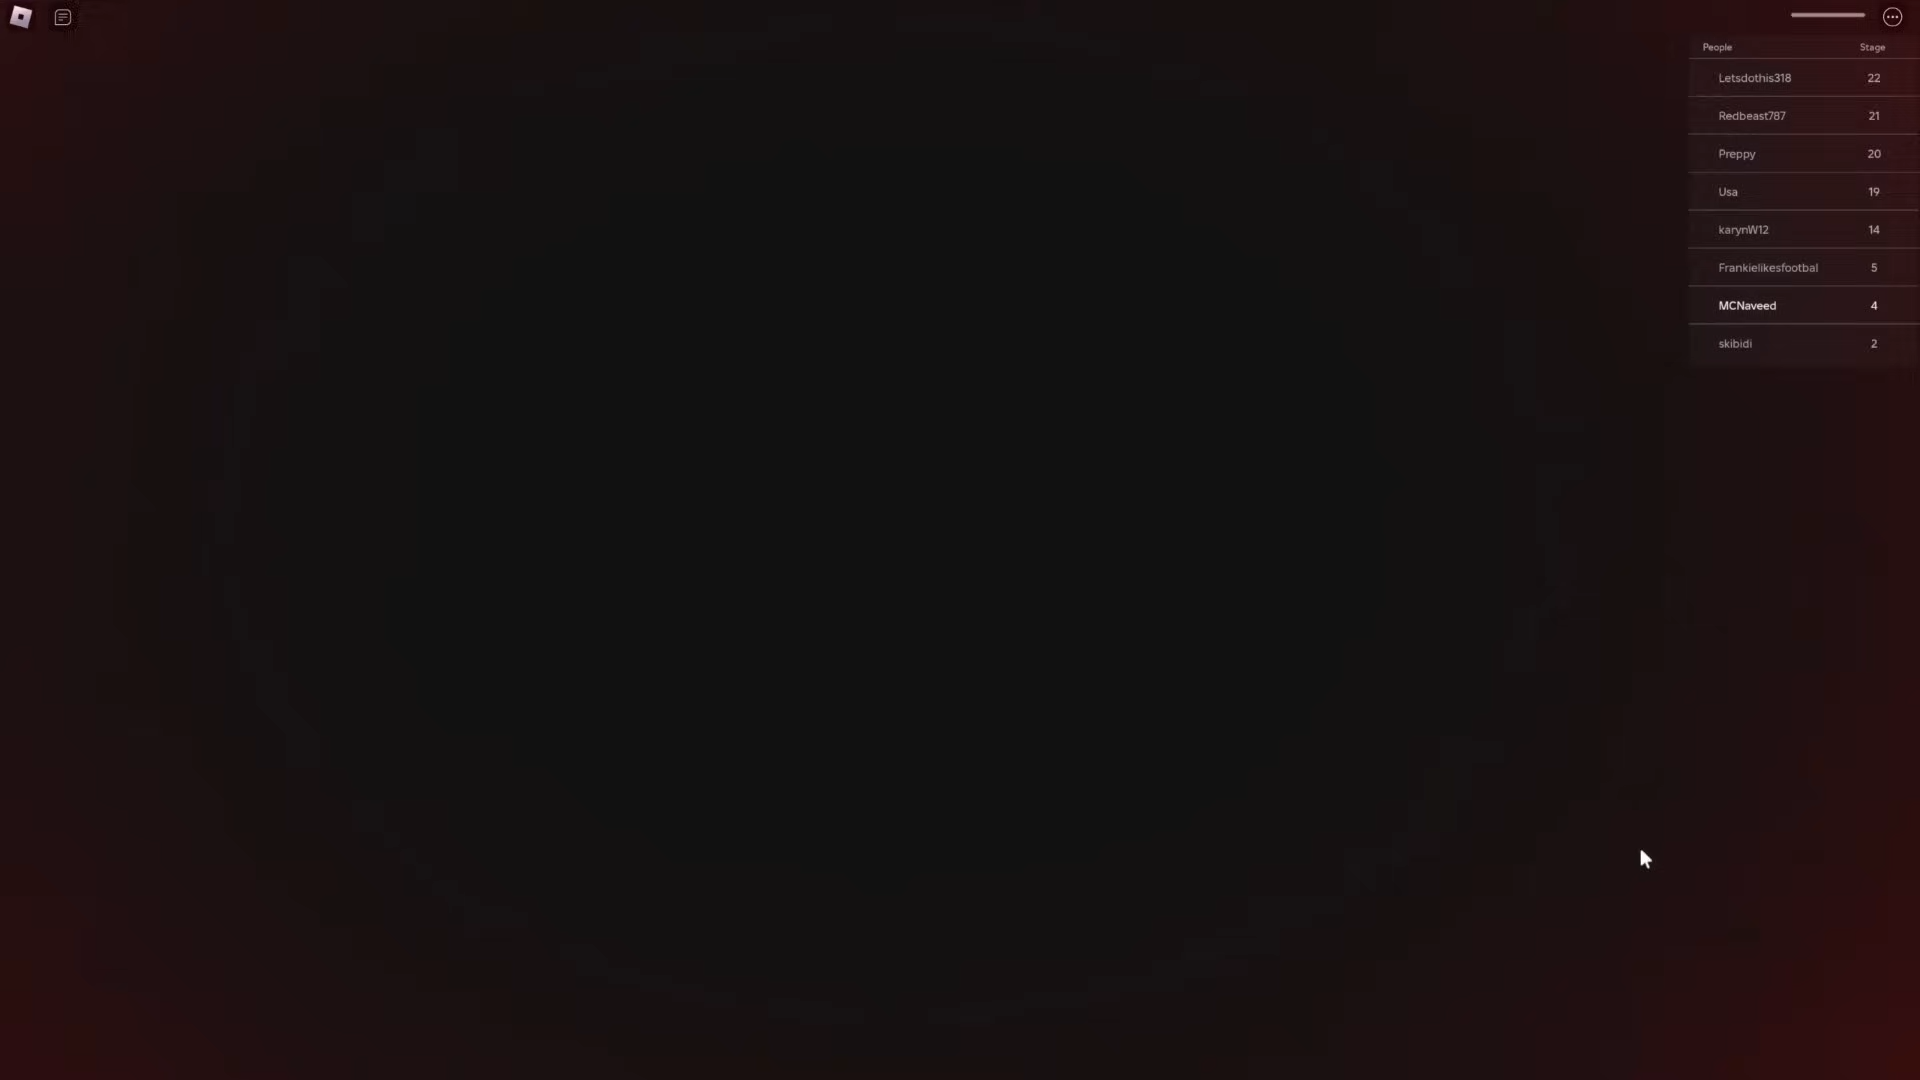 People Stage
Letsdothis318 22
Redbeast787 21
Preppy 20
Usa 19
karynW12 14
Frankielikesfootbal 5
MCNaveed 4
skibidi 2